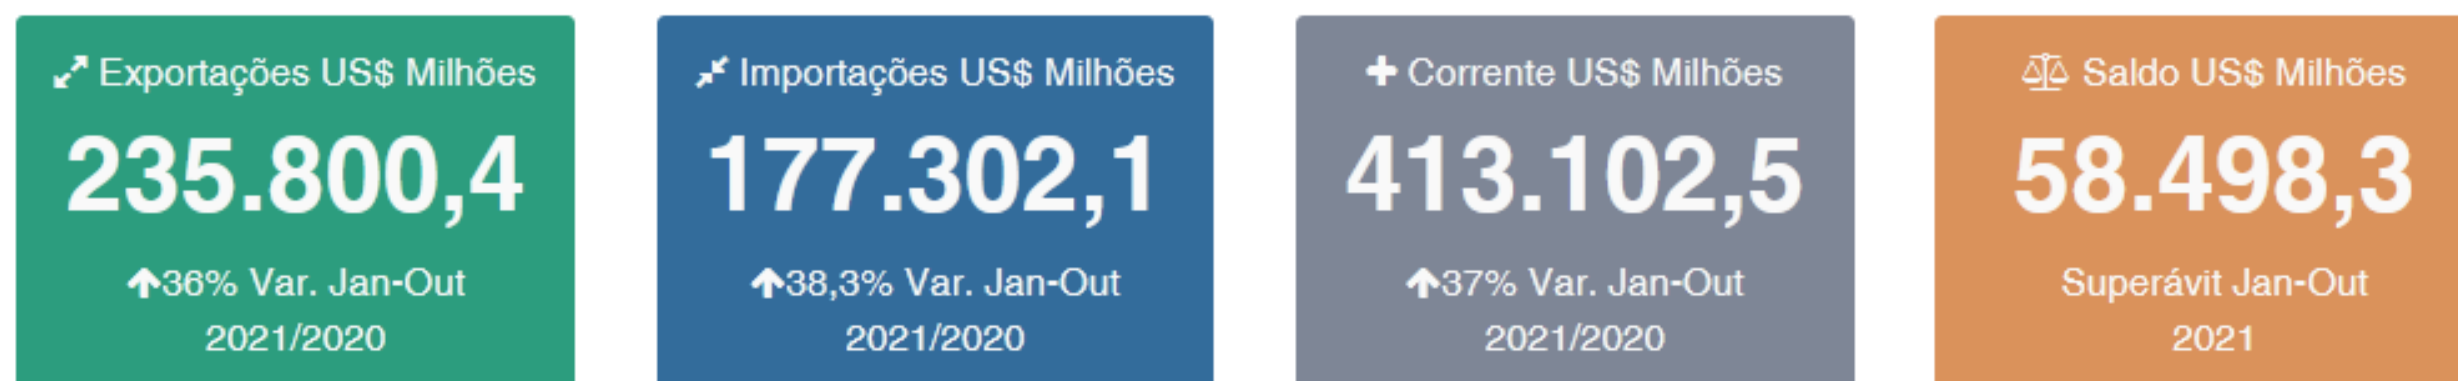 Exportações US$ Milhões
235.800,4
36% Var. Jan-Out
2021/2020
Importações US$ Milhões
177.302,1
38,3% Var. Jan-Out
2021/2020
Corrente US$ Milhões
413.102,5
37% Var. Jan-Out
2021/2020
Saldo US$ Milhões
58.498,3
Superávit Jan-Out
2021